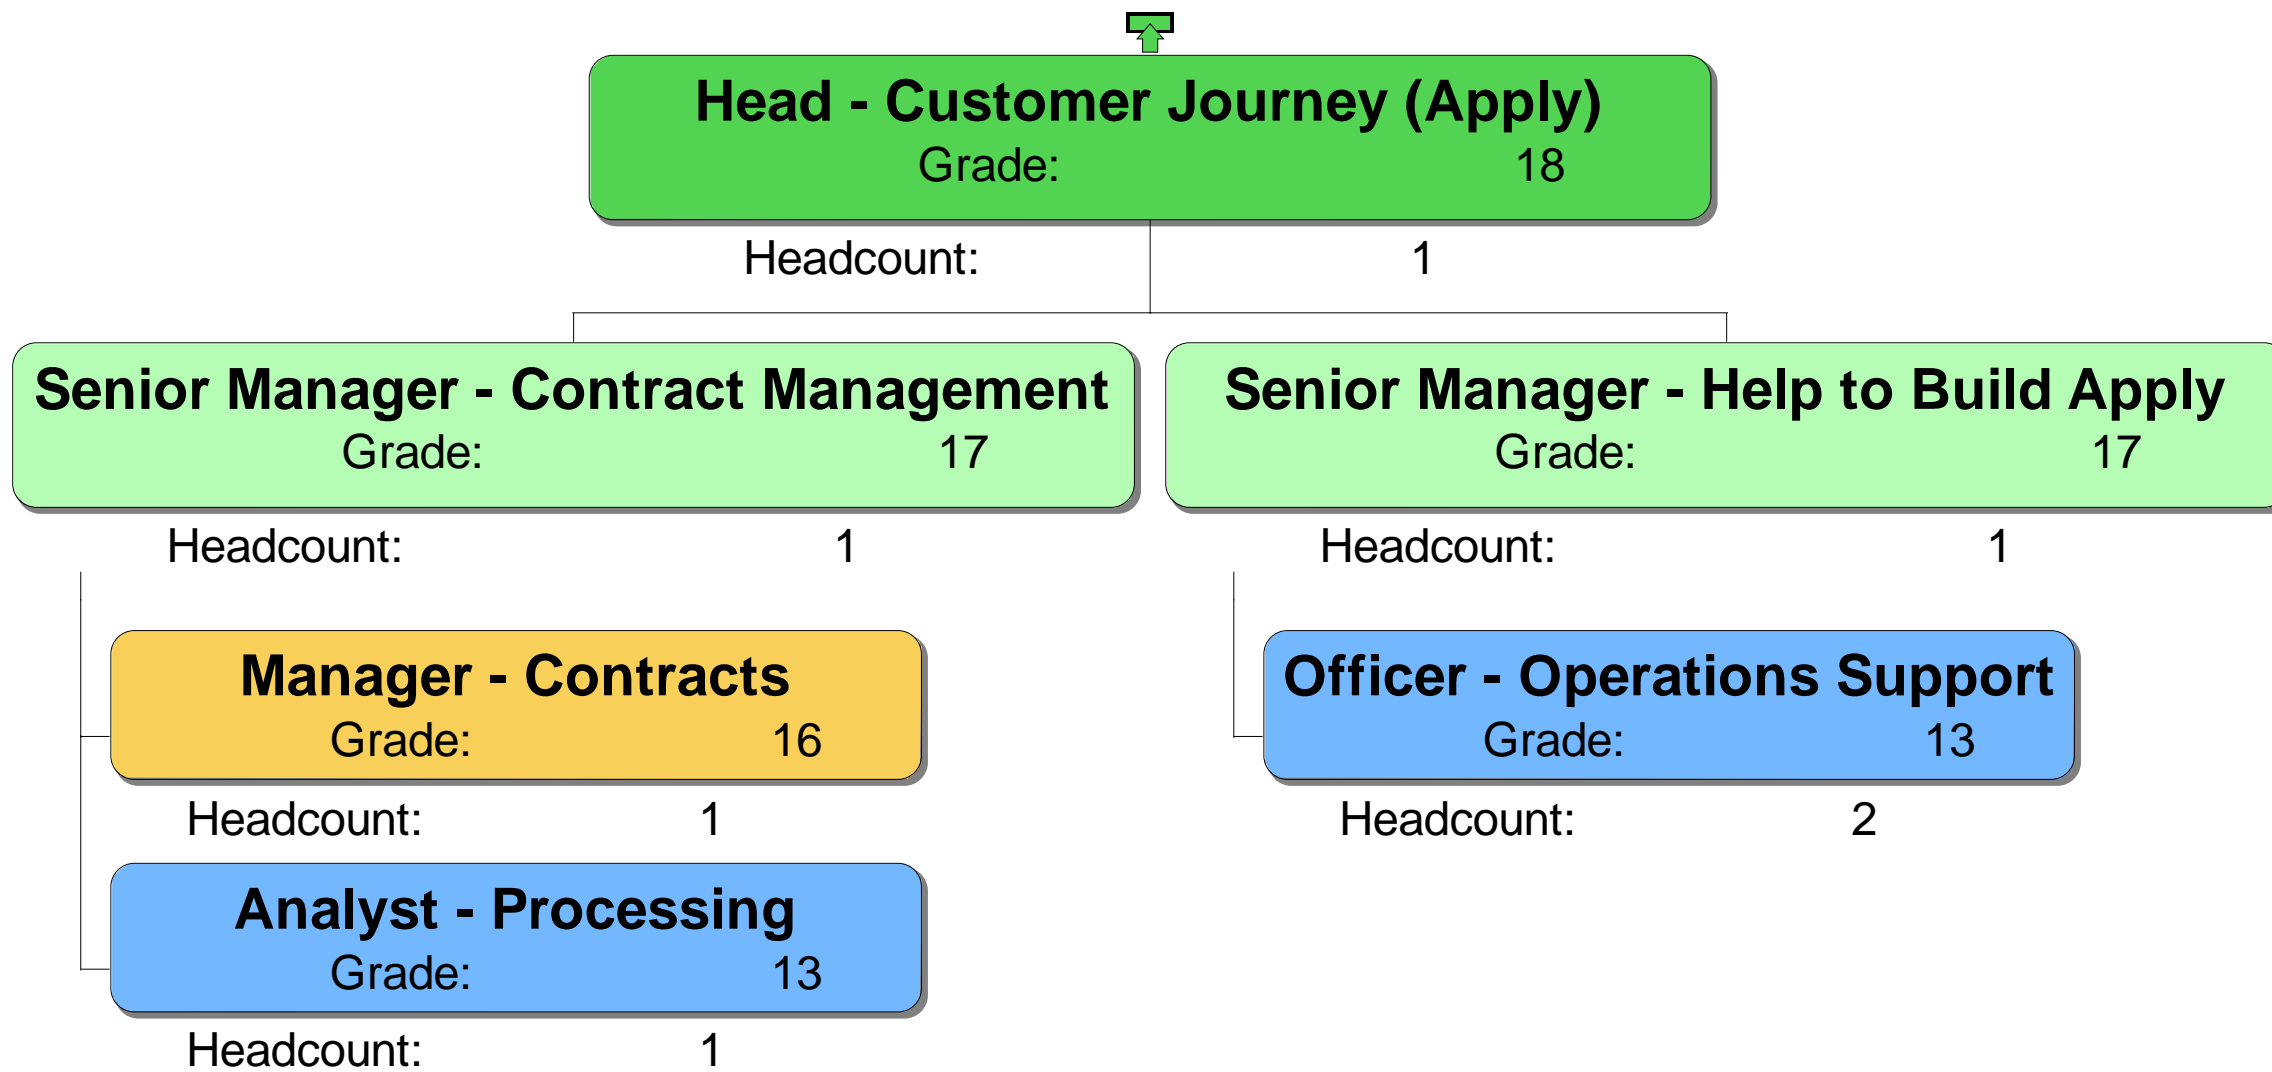 Head - Customer Journey (Apply)
Grade: 18
Headcount: 1
Senior Manager - Contract Management
Grade: 17
Headcount: 1
Manager - Contracts
Grade: 16
Headcount: 1
Analyst - Processing
Grade: 13
Headcount: 1
Senior Manager - Help to Build Apply
Grade: 17
Headcount: 1
Officer - Operations Support
Grade: 13
Headcount: 2